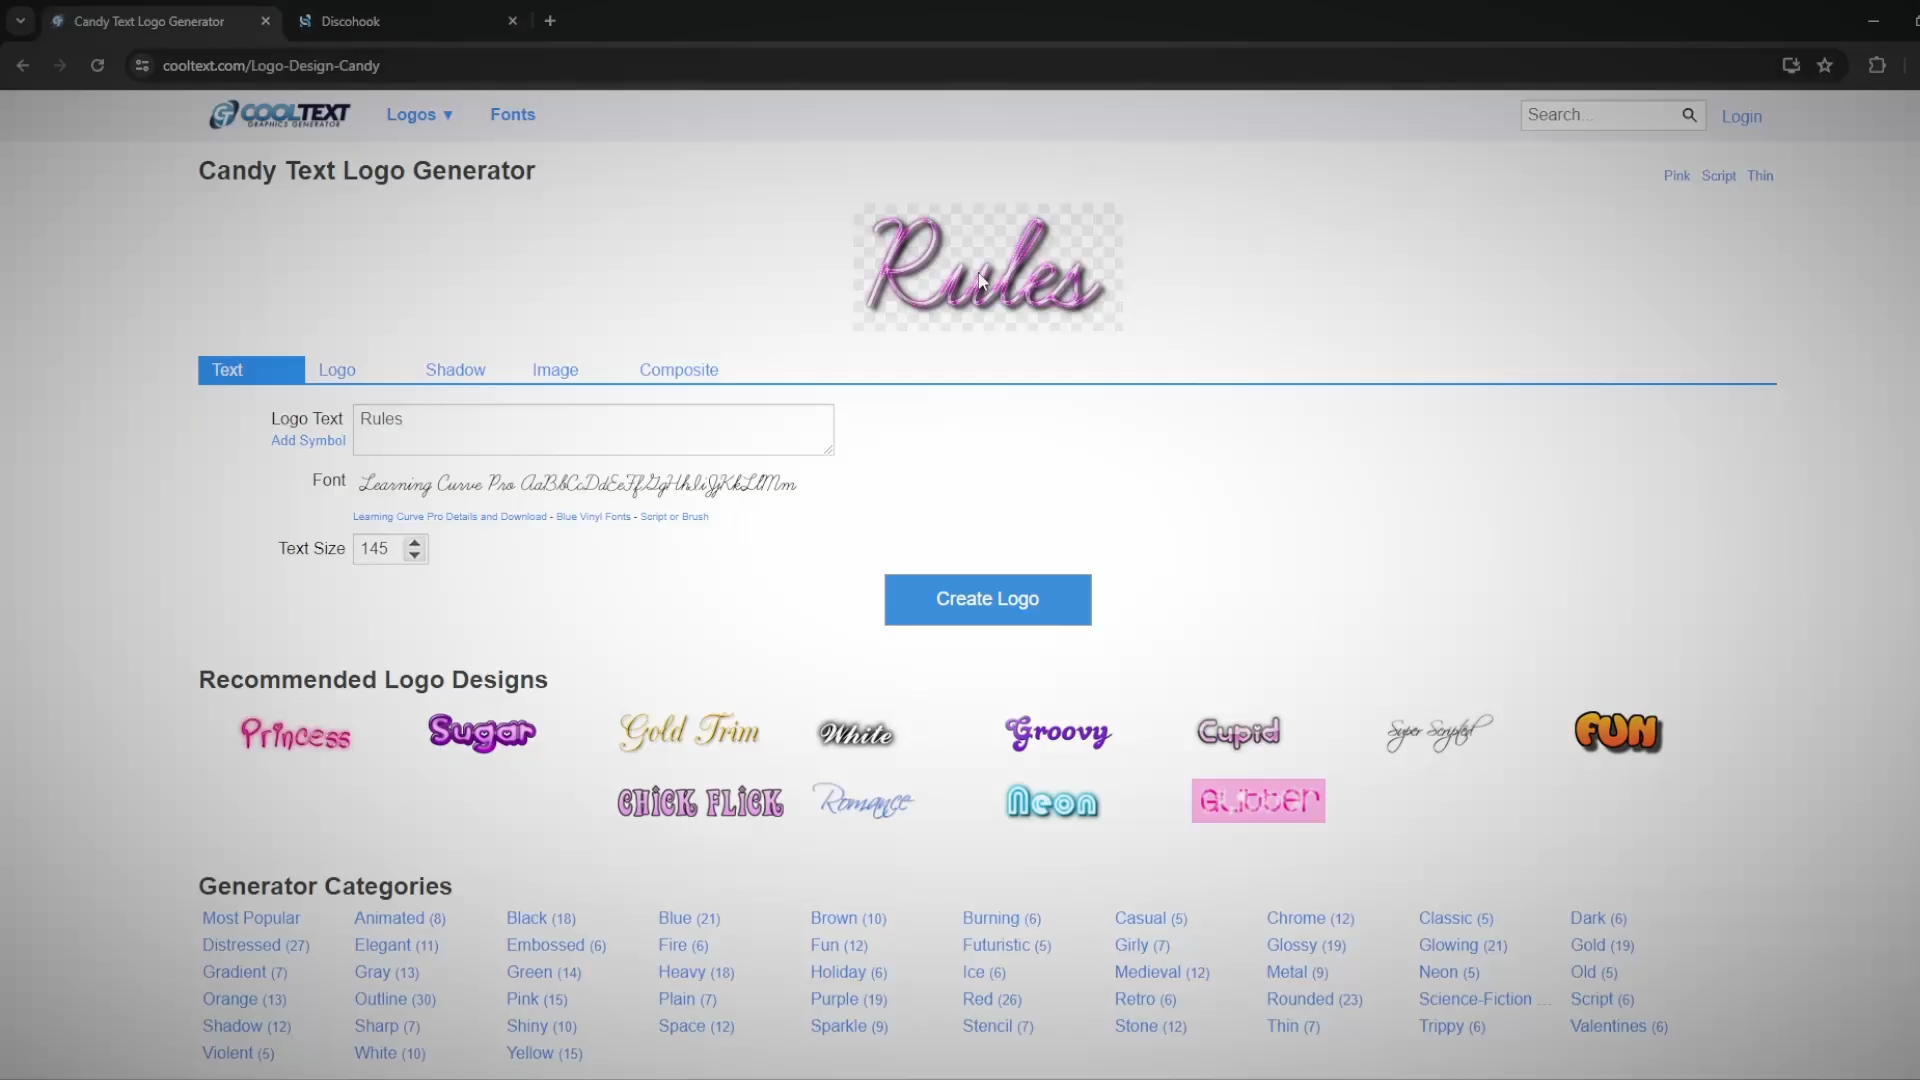 Candy Text Logo Generator
Discohook
cooltext.com/Logo-Design-Candy
COOLTEXT
GRAPHICS GENERATOR
Logos ▼
Fonts
Search...
Login
Candy Text Logo Generator
Pink Script Thin
Rules
Text Logo Shadow Image Composite
Logo Text
Rules
Add Symbol
Font
Learning Curve Pro AaBbCcDdEeFfGgHhIiJjKkLlMm
Learning Curve Pro Details and Download - Blue Vinyl Fonts - Script or Brush
Text Size 145
Create Logo
Recommended Logo Designs
Princess Sugar Gold Trim White Groovy Cupid Super Scripted FUN
CHICK FLICK Romance Neon GLitter
Generator Categories
Most Popular Animated (8) Black (18) Blue (21) Brown (10) Burning (6) Casual (5) Chrome (12) Classic (5) Dark (6)
Distressed (27) Elegant (11) Embossed (6) Fire (6) Fun (12) Futuristic (5) Girly (7) Glossy (19) Glowing (21) Gold (19)
Gradient (7) Gray (13) Green (14) Heavy (18) Holiday (6) Ice (6) Medieval (12) Metal (9) Neon (5) Old (5)
Orange (13) Outline (30) Pink (15) Plain (7) Purple (19) Red (26) Retro (6) Rounded (23) Science-Fiction ... Script (6)
Shadow (12) Sharp (7) Shiny (10) Space (12) Sparkle (9) Stencil (7) Stone (12) Thin (7) Trippy (6) Valentines (6)
Violent (5) White (10) Yellow (15)